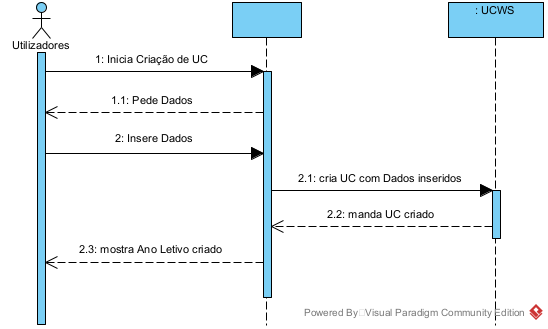 : UCWS
Utilizadores
1: Inicia Criação de UC
1.1: Pede Dados
2: Insere Dados
2.1: cria UC com Dados inseridos
2.2: manda UC criado
2.3: mostra Ano Letivo criado
Powered By Visual Paradigm Community Edition